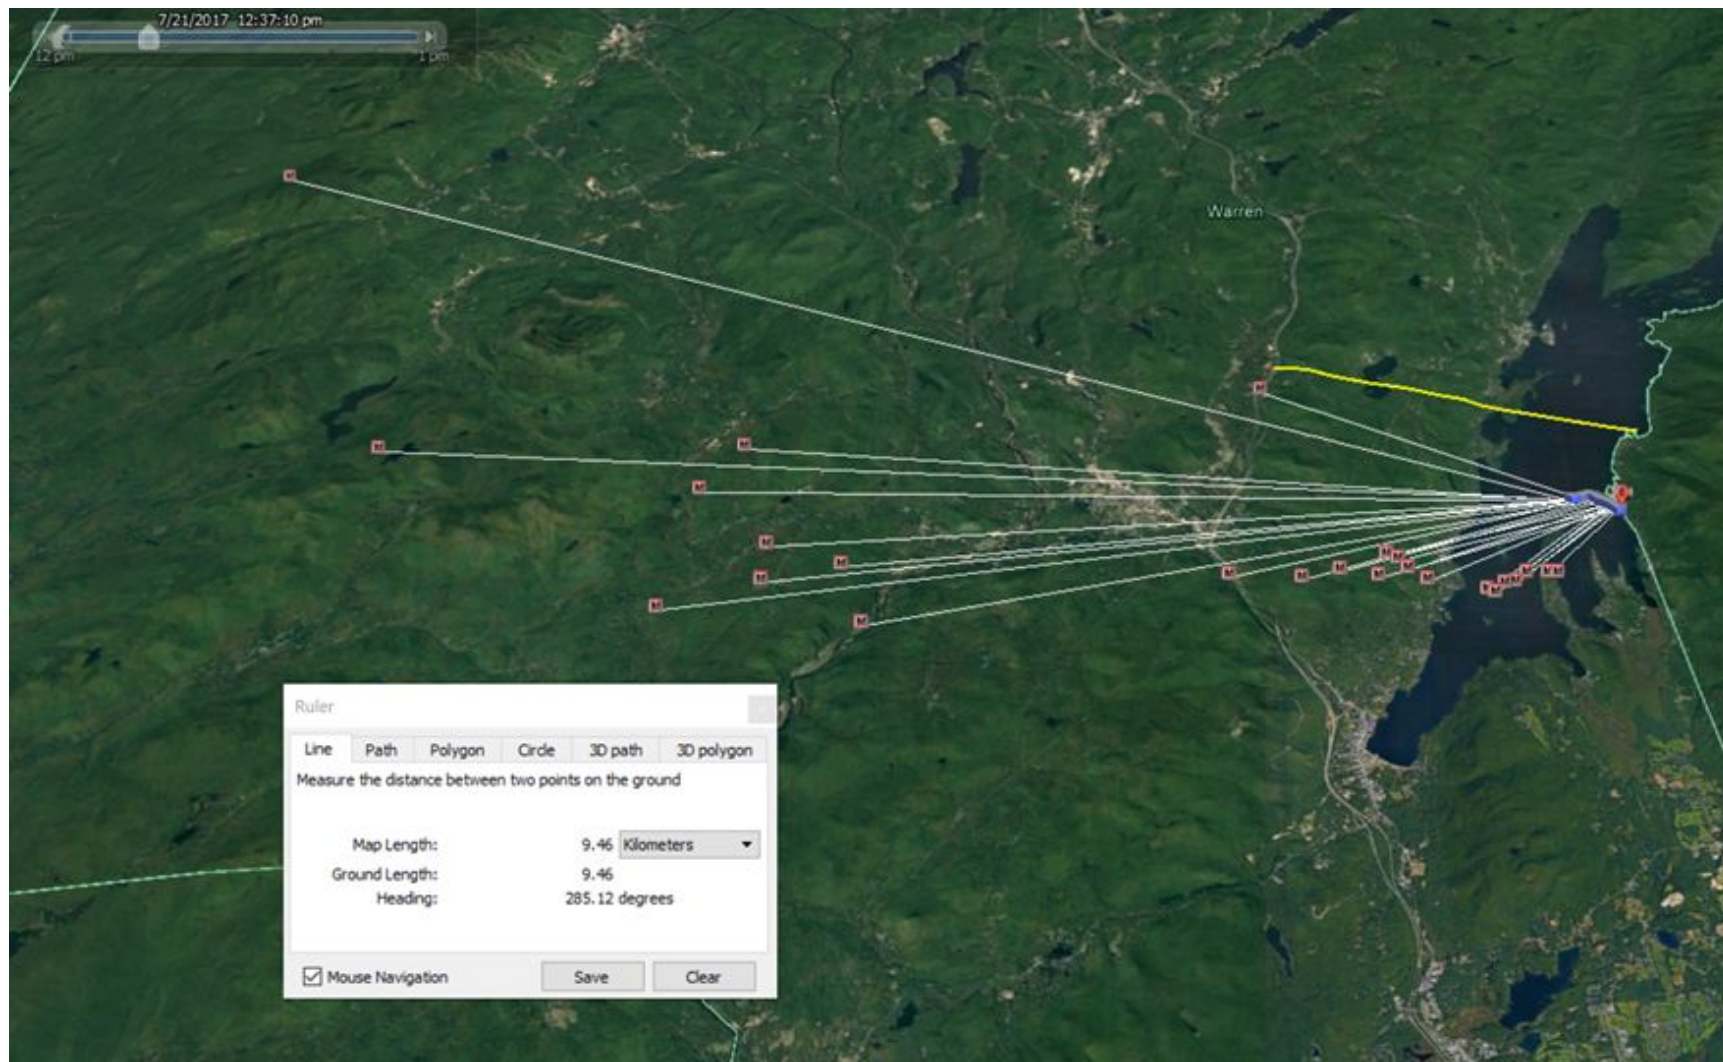 7/21/2017 12:37:10 pm
12 pm
1 pm
Warren
Ruler
Line Path Polygon Circle 3D path 3D polygon
Measure the distance between two points on the ground
Map Length: 9.46 Kilometers
Ground Length: 9.46
Heading: 285.12 degrees
Mouse Navigation Save Clear